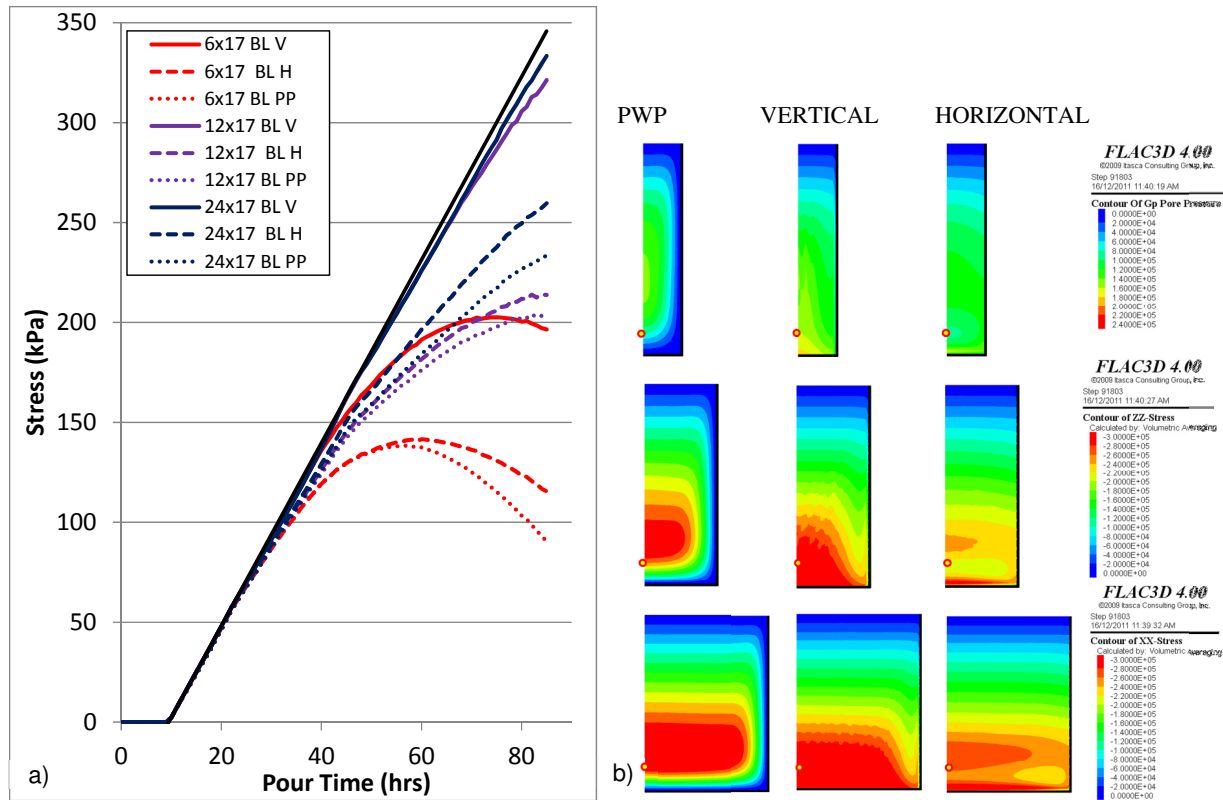 350
300
250
200
150
100
50
0
Stress (kPa)
6x17 BL V
6x17 BL H
6x17 BL PP
12x17 BL V
12x17 BL H
12x17 BL PP
24x17 BL V
24x17 BL H
24x17 BL PP
0 20 40 60 80
Pour Time (hrs)
a)
PWP VERTICAL HORIZONTAL
FLAC3D 4.00
©2009 Itasca Consulting Group, Inc.
Step 91803
16/12/2011 11:40:19 AM
Contour Of Gp Pore Pressure
0.0000E+00
2.0000E+04
4.0000E+04
6.0000E+04
8.0000E+04
1.0000E+05
1.2000E+05
1.4000E+05
1.6000E+05
1.8000E+05
2.0000E+05
2.2000E+05
2.4000E+05
FLAC3D 4.00
©2009 Itasca Consulting Group, Inc.
Step 91803
16/12/2011 11:40:27 AM
Contour of ZZ-Stress
Calculated by: Volumetric Averaging
-3.0000E+05
-2.8000E+05
-2.6000E+05
-2.4000E+05
-2.2000E+05
-2.0000E+05
-1.8000E+05
-1.6000E+05
-1.4000E+05
-1.2000E+05
-1.0000E+05
-8.0000E+04
-6.0000E+04
-4.0000E+04
-2.0000E+04
0.0000E+00
FLAC3D 4.00
©2009 Itasca Consulting Group, Inc.
Step 91803
16/12/2011 11:39:32 AM
Contour of XX-Stress
Calculated by: Volumetric Averaging
-3.0000E+05
-2.8000E+05
-2.6000E+05
-2.4000E+05
-2.2000E+05
-2.0000E+05
-1.8000E+05
-1.6000E+05
-1.4000E+05
-1.2000E+05
-1.0000E+05
-8.0000E+04
-6.0000E+04
-4.0000E+04
-2.0000E+04
0.0000E+00
b)